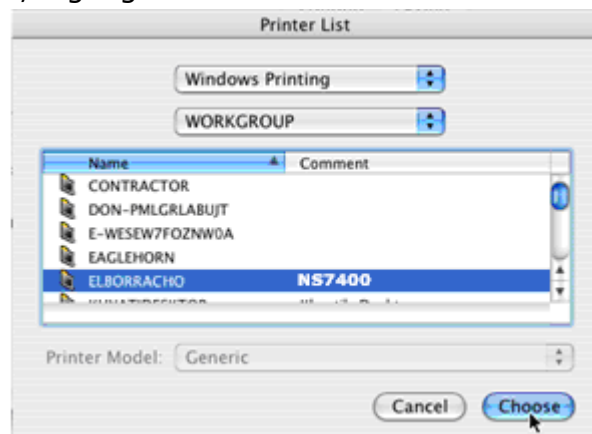 Printer List
Windows Printing
WORKGROUP
Name Comment
CONTRACTOR
DON-PMLGRLABUJT
E-WESEW7FOZNW0A
EAGLEHORN
ELBORRACHO NS7400
Printer Model: Generic
Cancel Choose